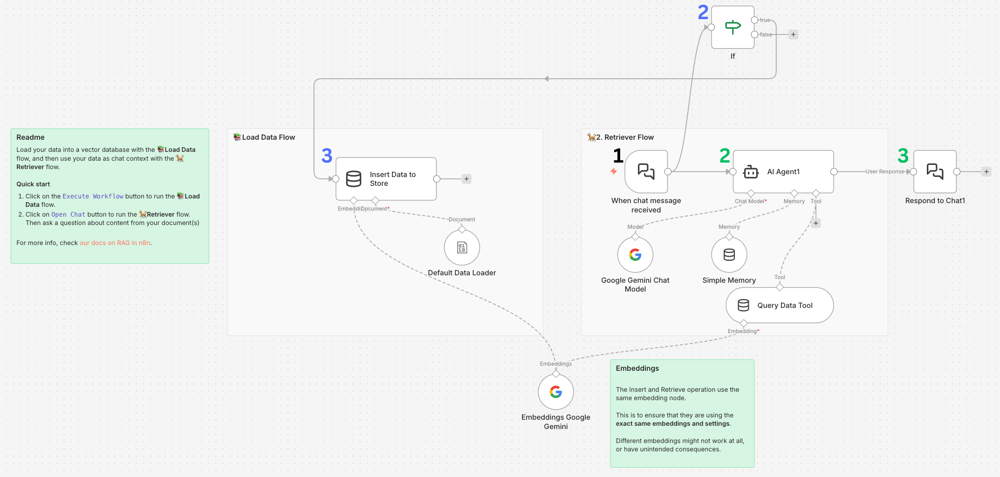 2
true
false
If
Readme
Load your data into a vector database with the 📚Load Data
flow, and then use your data as chat context with the 🐕
Retriever flow.
Quick start
1. Click on the Execute Workflow button to run the 📚Load
Data flow.
2. Click on Open Chat button to run the 🐕Retriever flow.
Then ask a question about content from your document(s)
For more info, check our docs on RAG in n8n.
📚Load Data Flow
3
Insert Data to
Store
Embeddi
Document*
Document
Default Data Loader
🐕2. Retriever Flow
1
When chat message
received
2
AI Agent1
Chat Model*
Memory
Tool
User Response
3
Respond to Chat1
Model
Google Gemini Chat
Model
Memory
Simple Memory
Tool
Query Data Tool
Embedding*
Embeddings
Embeddings Google
Gemini
Embeddings
The Insert and Retrieve operation use the
same embedding node.
This is to ensure that they are using the
exact same embeddings and settings.
Different embeddings might not work at all,
or have unintended consequences.